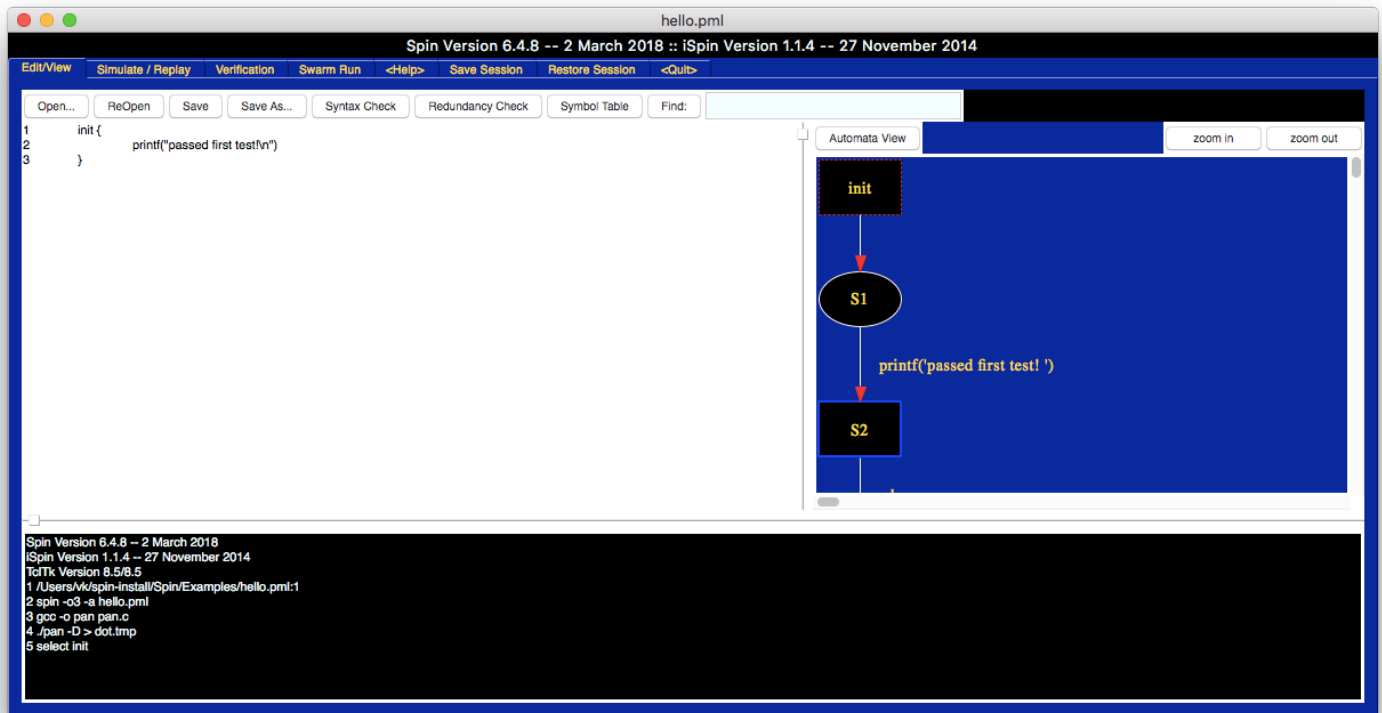 hello.pml
Spin Version 6.4.8 -- 2 March 2018 :: iSpin Version 1.1.4 -- 27 November 2014
Edit/View Simulate / Replay Verification Swarm Run <Help> Save Session Restore Session <Quit>
Open... ReOpen Save Save As... Syntax Check Redundancy Check Symbol Table Find:
1 init {
2 printf("passed first test!\n")
3 }
Automata View zoom in zoom out
init
S1
printf('passed first test! ')
S2
Spin Version 6.4.8 -- 2 March 2018
iSpin Version 1.1.4 -- 27 November 2014
TclTk Version 8.5/8.5
1 /Users/vk/spin-install/Spin/Examples/hello.pml:1
2 spin -o3 -a hello.pml
3 gcc -o pan pan.c
4 ./pan -D > dot.tmp
5 select init